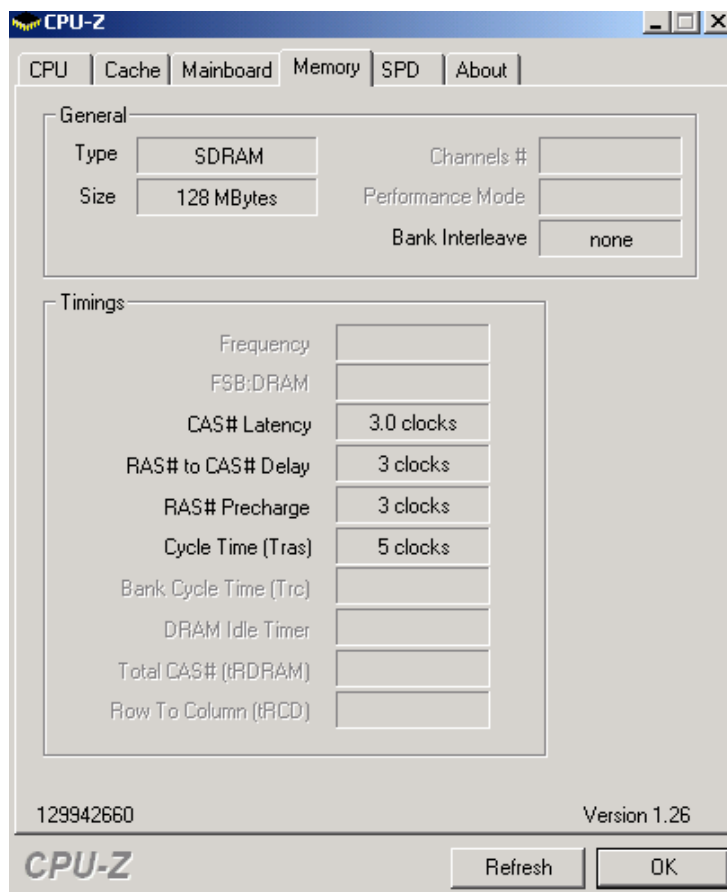 CPU-Z
CPU Cache Mainboard Memory SPD About
General
Type SDRAM Channels #
Size 128 MBytes Performance Mode
Bank Interleave none
Timings
Frequency
FSB:DRAM
CAS# Latency 3.0 clocks
RAS# to CAS# Delay 3 clocks
RAS# Precharge 3 clocks
Cycle Time (Tras) 5 clocks
Bank Cycle Time (Trc)
DRAM Idle Timer
Total CAS# (tRDRAM)
Row To Column (tRCD)
129942660 Version 1.26
CPU-Z Refresh OK